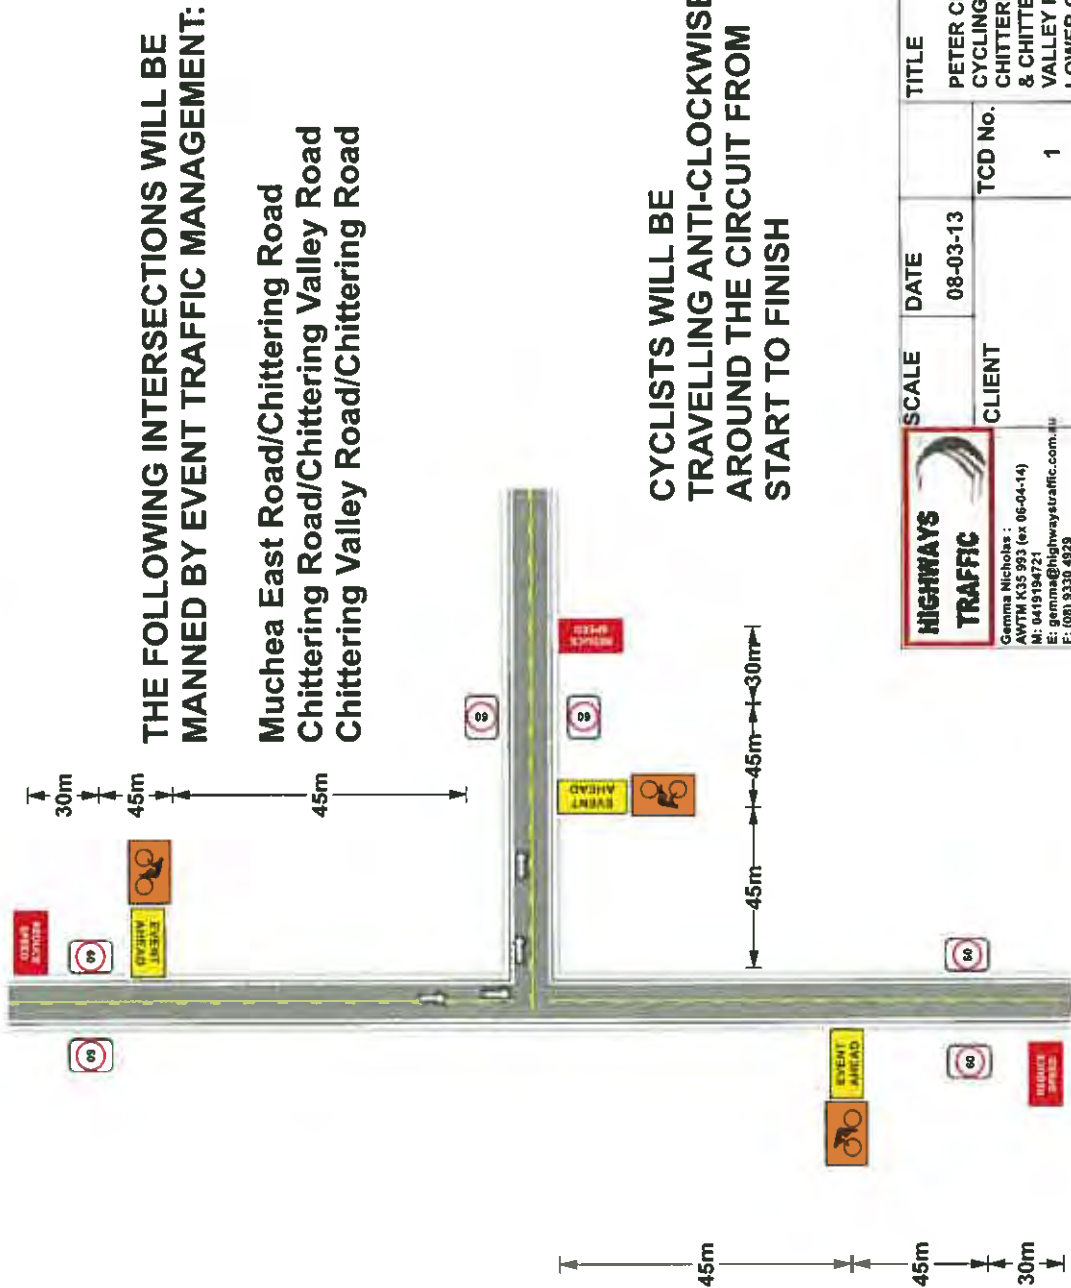 THE FOLLOWING INTERSECTIONS WILL BE
MANNED BY EVENT TRAFFIC MANAGEMENT:
Muchea East Road/Chittering Road
Chittering Road/Chittering Valley Road
Chittering Valley Road/Chittering Road
30m
45m
45m
REDUCE
SPEED
60
60
EVENT
AHEAD
60
60
REDUCE
SPEED
EVENT
AHEAD
45m
45m
30m
CYCLISTS WILL BE
TRAVELLING ANTI-CLOCKWISE
AROUND THE CIRCUIT FROM
START TO FINISH
EVENT
AHEAD
60
60
REDUCE
SPEED
45m
45m
30m
HIGHWAYS
TRAFFIC
Gemma Nicholas :
AWTM K35 993 (ex 06-04-14)
M: 0419194721
E: gemma@highwaystraffic.com.au
F: (08) 9330 4929
SCALE
DATE
08-03-13
CLIENT
TCD No.
1
TITLE
PETER C
CYCLING
CHITTER
& CHITTE
VALLEY
LOWER